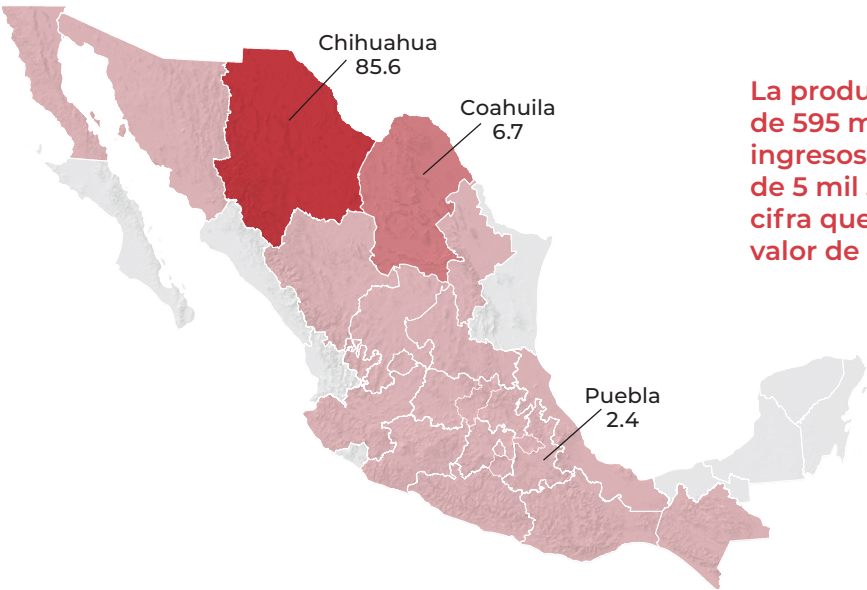 Chihuahua
85.6
Coahuila
6.7
La produ
de 595 m
ingresos
de 5 mil
cifra que
valor de
Puebla
2.4